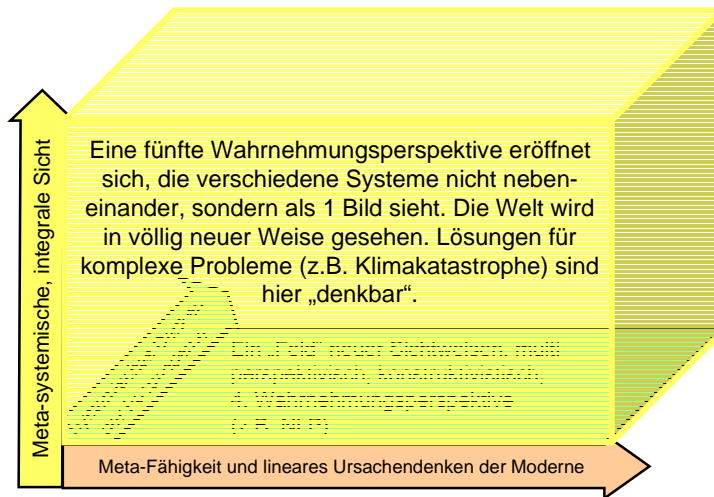 Meta-systemische, integrale Sicht
Eine fünfte Wahrnehmungsperspektive eröffnet
sich, die verschiedene Systeme nicht neben-
einander, sondern als 1 Bild sieht. Die Welt wird
in völlig neuer Weise gesehen. Lösungen für
komplexe Probleme (z.B. Klimakatastrophe) sind
hier „denkbar“.
Ein „Feld“ neuer Sichtweisen: multi
perspektivisch, konstruktivistisch,
4. Wahrnehmungsperspektive
(z.B. NLP)
Meta-Fähigkeit und lineares Ursachendenken der Moderne